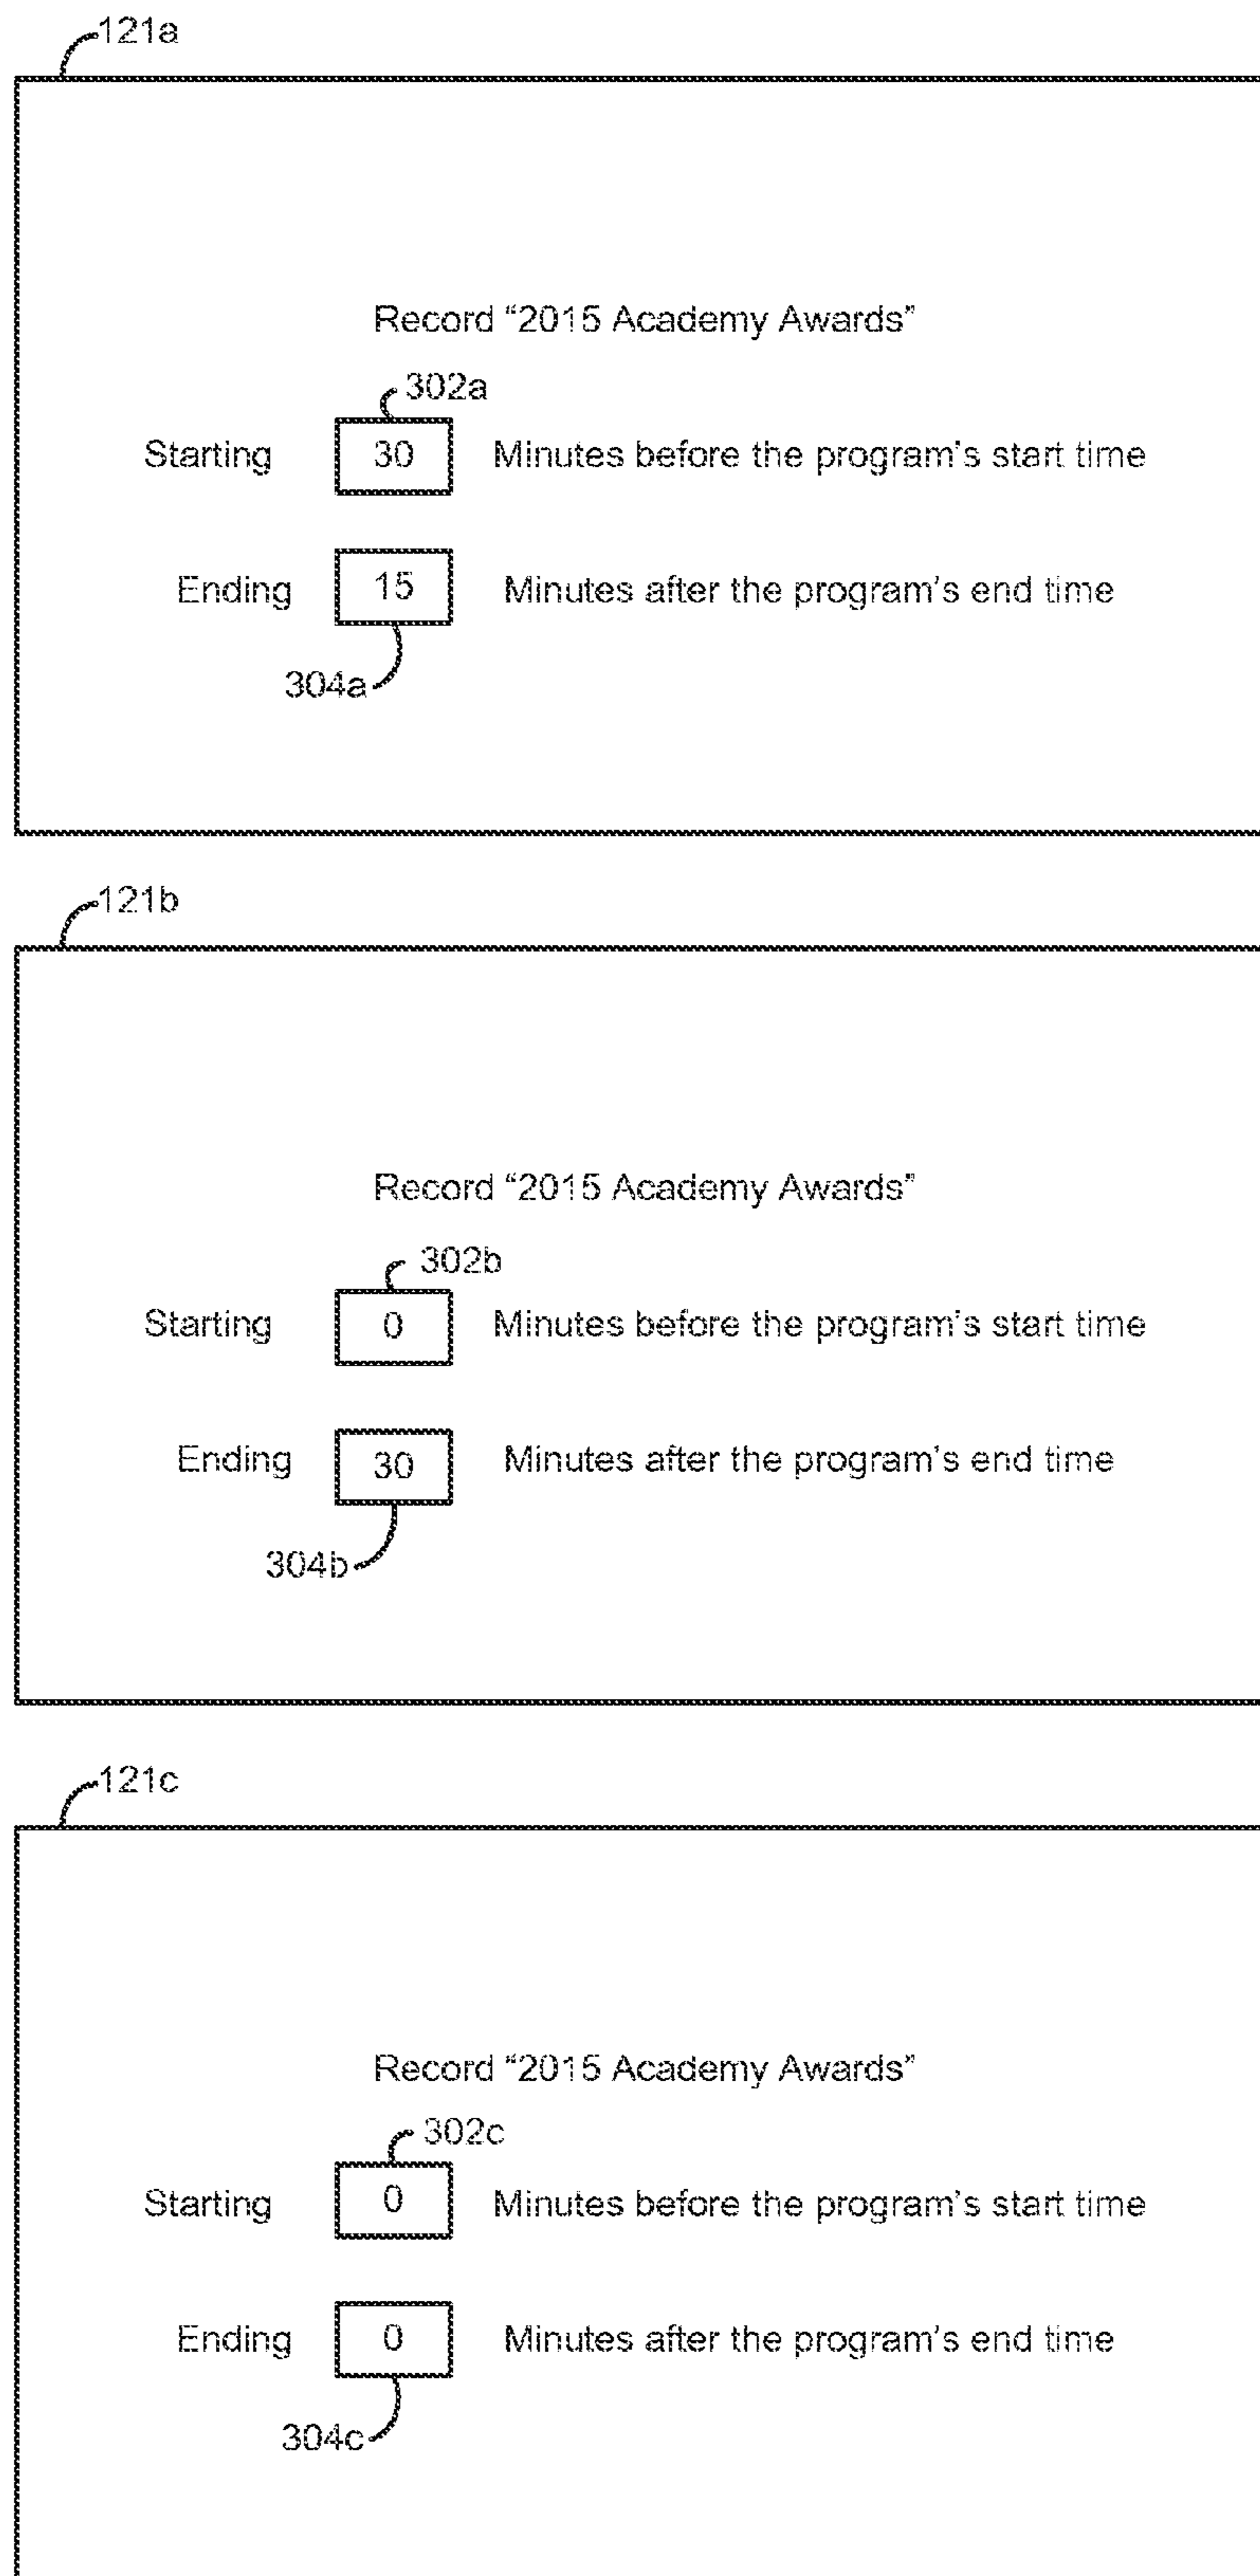 121a
Record “2015 Academy Awards”
302a
Starting 30 Minutes before the program's start time
Ending 15 Minutes after the program's end time
304a
121b
Record “2015 Academy Awards”
302b
Starting 0 Minutes before the program's start time
Ending 30 Minutes after the program's end time
304b
121c
Record “2015 Academy Awards”
302c
Starting 0 Minutes before the program's start time
Ending 0 Minutes after the program's end time
304c